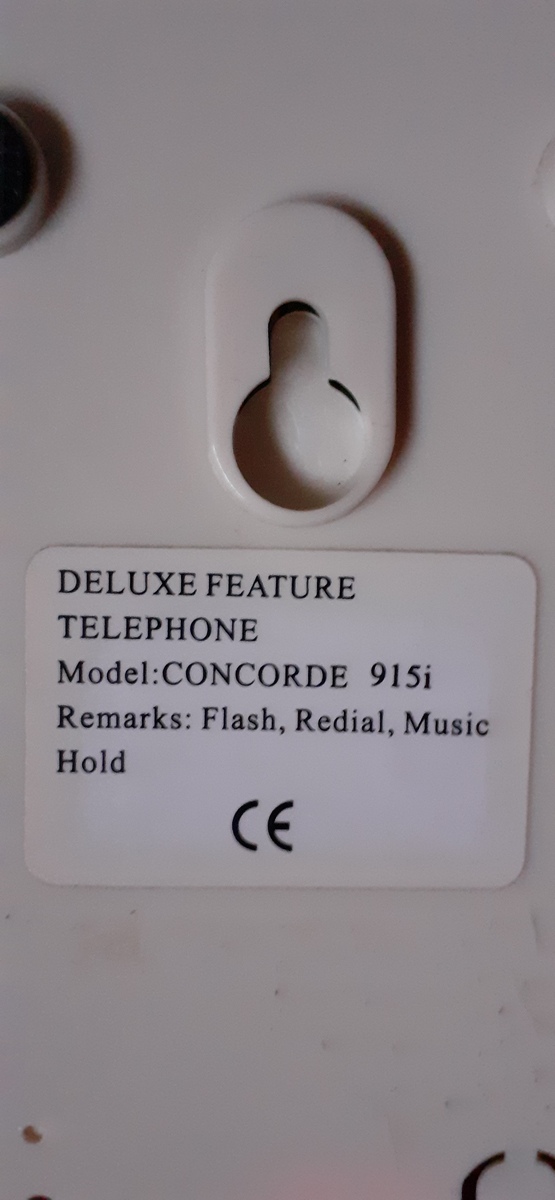 DELUXE FEATURE
TELEPHONE
Model:CONCORDE 915i
Remarks: Flash, Redial, Music
Hold
CE